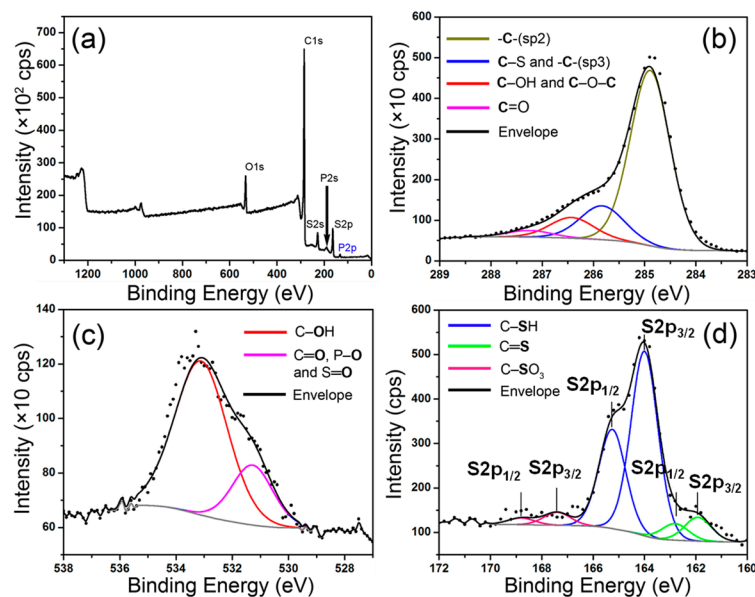 (a)
C1s
O1s
P2s
S2s
S2p
P2p
Intensity (×10² cps)
700
600
500
400
300
200
100
0
1200
1000
800
600
400
200
0
Binding Energy (eV)
(b)
-C-(sp2)
C–S and -C-(sp3)
C–OH and C–O–C
C=O
Envelope
Intensity (×10 cps)
600
500
400
300
200
100
0
289
288
287
286
285
284
283
Binding Energy (eV)
(c)
C–OH
C=O, P–O
and S=O
Envelope
Intensity (×10 cps)
140
120
100
80
60
538
536
534
532
530
528
Binding Energy (eV)
(d)
C–SH
C=S
C–SO₃
Envelope
S2p₃/₂
S2p₁/₂
S2p₁/₂
S2p₃/₂
S2p₁/₂
S2p₃/₂
Intensity (cps)
600
500
400
300
200
100
0
172
170
168
166
164
162
160
Binding Energy (eV)